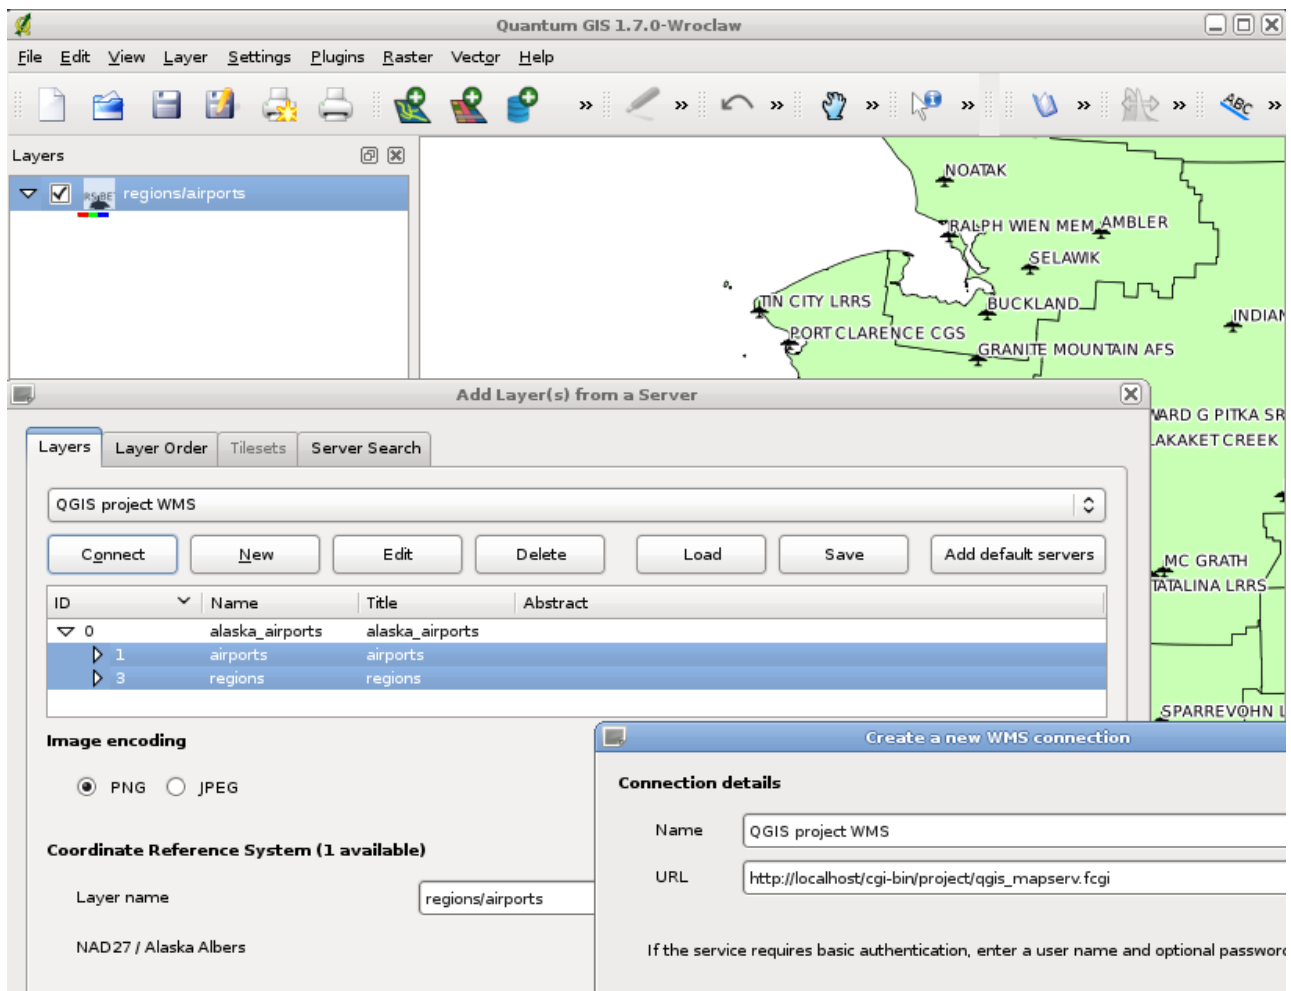 Quantum GIS 1.7.0-Wroclaw
File Edit View Layer Settings Plugins Raster Vector Help
» » » » » » » ABC »
Layers
regions/airports
NOATAK
RALPH WIEN MEM AMBLER
SELAWIK
TIN CITY LRRS BUCKLAND
INDIAN
PORT CLARENCE CGS
GRANITE MOUNTAIN AFS
Add Layer(s) from a Server
WARD G PITKA SR
AKAKET CREEK
Layers Layer Order Tilesets Server Search
QGIS project WMS
Connect New Edit Delete Load Save Add default servers
MC GRATH
TATALINA LRRS
ID Name Title Abstract
0 alaska_airports alaska_airports
1 airports airports
3 regions regions
SPARREVOHN L
Image encoding
Create a new WMS connection
PNG JPEG
Connection details
Name QGIS project WMS
Coordinate Reference System (1 available)
URL http://localhost/cgi-bin/project/qgis_mapserv.fcgi
Layer name regions/airports
NAD27 / Alaska Albers
If the service requires basic authentication, enter a user name and optional password